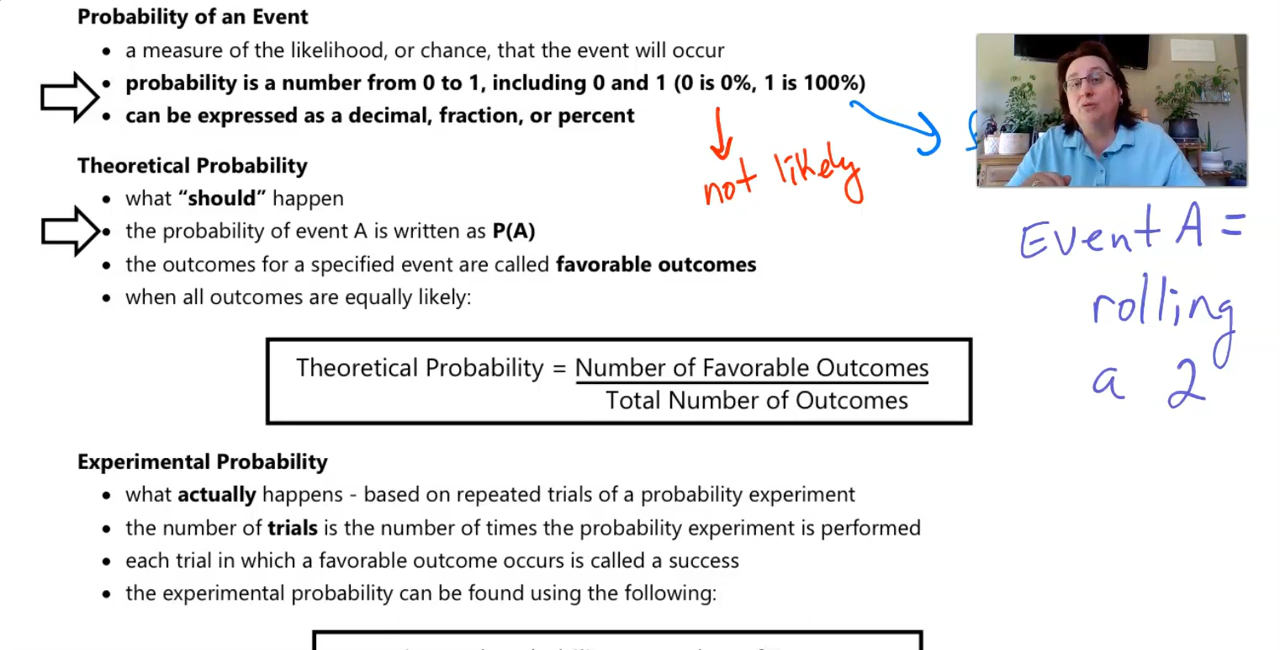 Probability of an Event
• a measure of the likelihood, or chance, that the event will occur
• probability is a number from 0 to 1, including 0 and 1 (0 is 0%, 1 is 100%)
• can be expressed as a decimal, fraction, or percent
not likely
Theoretical Probability
• what “should” happen
• the probability of event A is written as P(A)
• the outcomes for a specified event are called favorable outcomes
• when all outcomes are equally likely:
Event A =
rolling
a 2
Theoretical Probability = Number of Favorable Outcomes
Total Number of Outcomes
Experimental Probability
• what actually happens - based on repeated trials of a probability experiment
• the number of trials is the number of times the probability experiment is performed
• each trial in which a favorable outcome occurs is called a success
• the experimental probability can be found using the following: